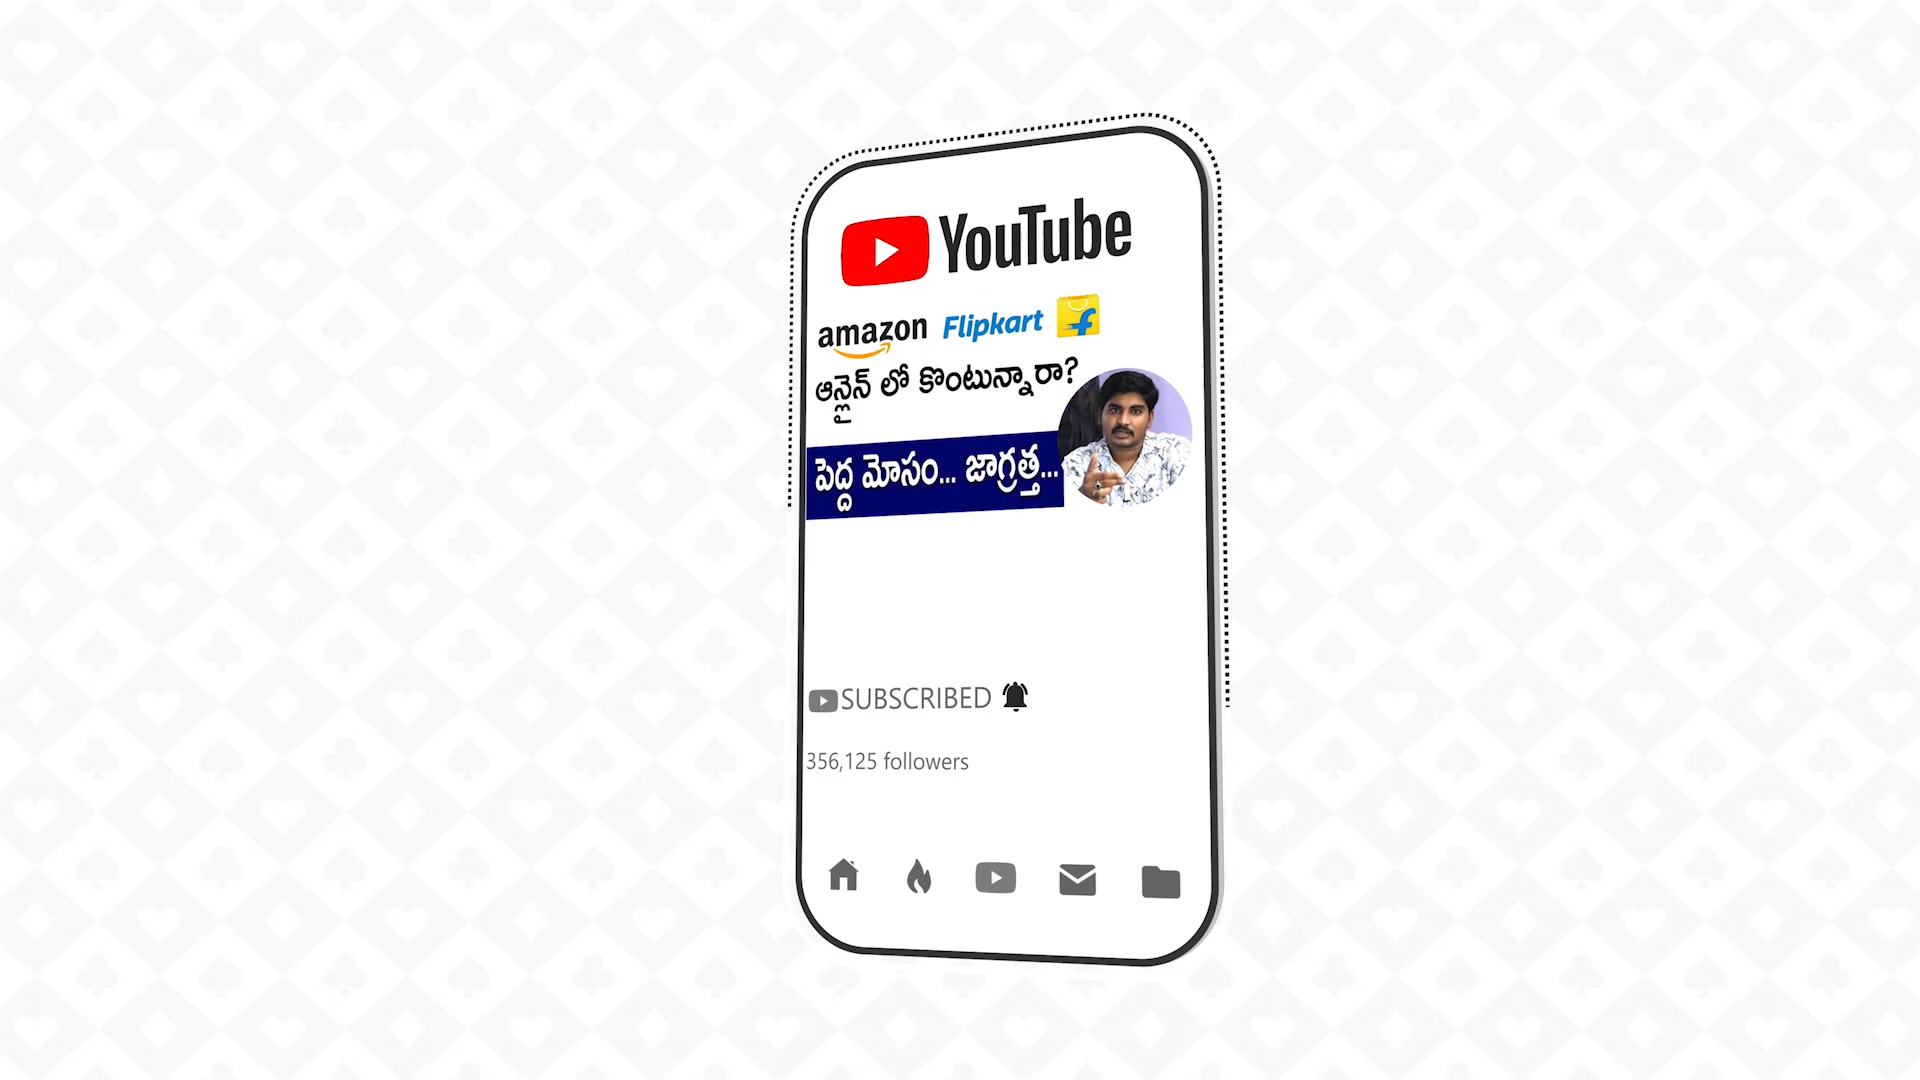 YouTube
amazon Flipkart
ఆన్లైన్ లో కొంటున్నారా?
పెద్ద మోసం... జాగ్రత్త...
SUBSCRIBED
356,125 followers